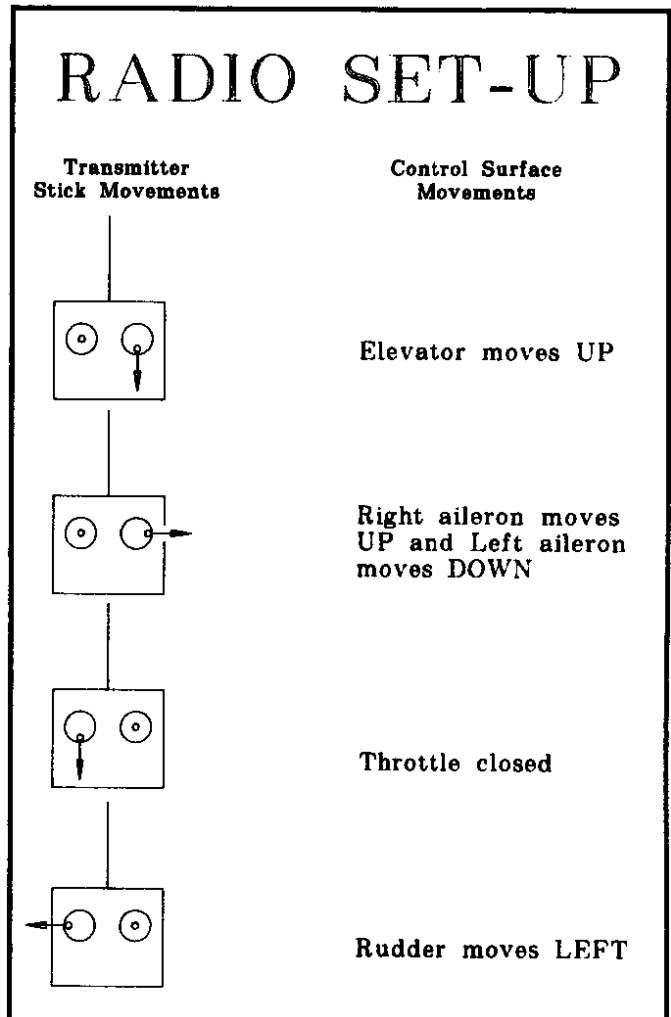 RADIO SET-UP
Transmitter
Stick Movements
Control Surface
Movements
Elevator moves UP
Right aileron moves
UP and Left aileron
moves DOWN
Throttle closed
Rudder moves LEFT